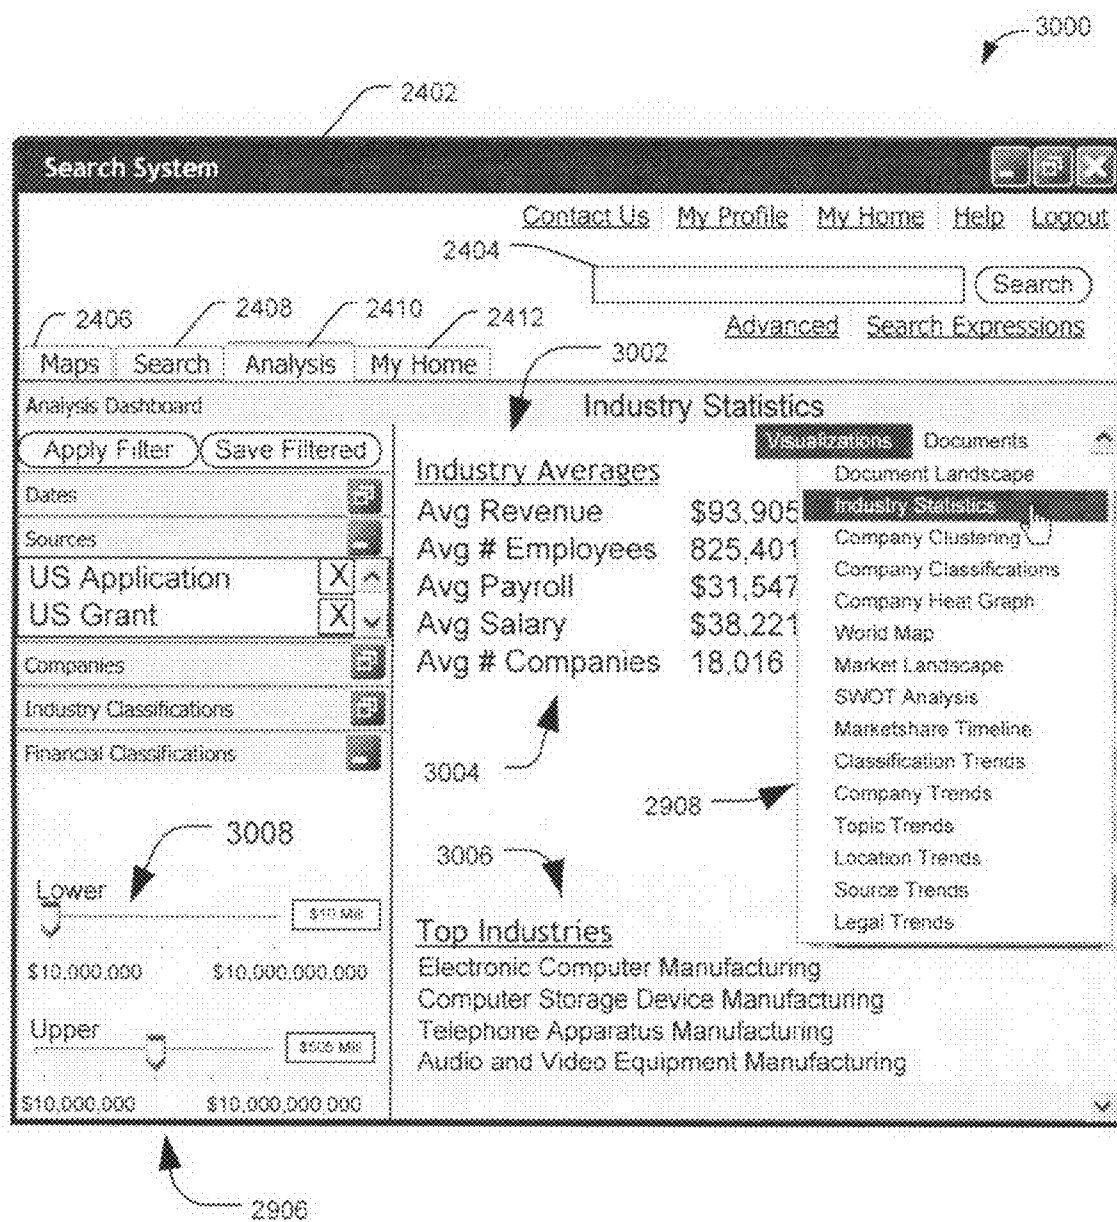 3000
2402
Search System
Contact Us My Profile My Home Help Logout
2404
Search
2406 2408 2410 2412
Advanced Search Expressions
Maps Search Analysis My Home
3002
Analysis Dashboard Industry Statistics
Apply Filter Save Filtered
Visualizations Documents
Dates
Sources
US Application X
US Grant X
Companies
Industry Classifications
Financial Classifications
3008
Lower
$10 Mill
$10,000,000 $10,000,000,000
Upper
$10,000,000 $10,000,000,000
2906
Industry Averages
Avg Revenue $93,905
Avg # Employees 825,401
Avg Payroll $31,547
Avg Salary $38,221
Avg # Companies 18,016
3004
2908
3006
Top Industries
Electronic Computer Manufacturing
Computer Storage Device Manufacturing
Telephone Apparatus Manufacturing
Audio and Video Equipment Manufacturing
Document Landscape
Industry Statistics
Company Clustering
Company Classifications
Company Heat Graph
World Map
Market Landscape
SWOT Analysis
Marketshare Timeline
Classification Trends
Company Trends
Topic Trends
Location Trends
Source Trends
Legal Trends